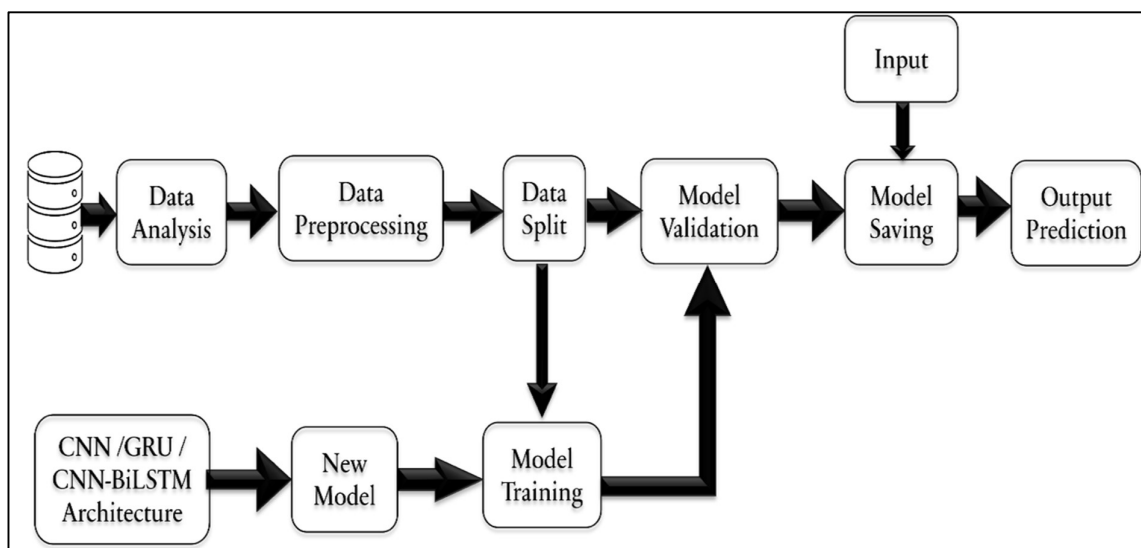 Input
Data
Analysis
Data
Preprocessing
Data
Split
Model
Validation
Model
Saving
Output
Prediction
CNN /GRU /
CNN-BiLSTM
Architecture
New
Model
Model
Training